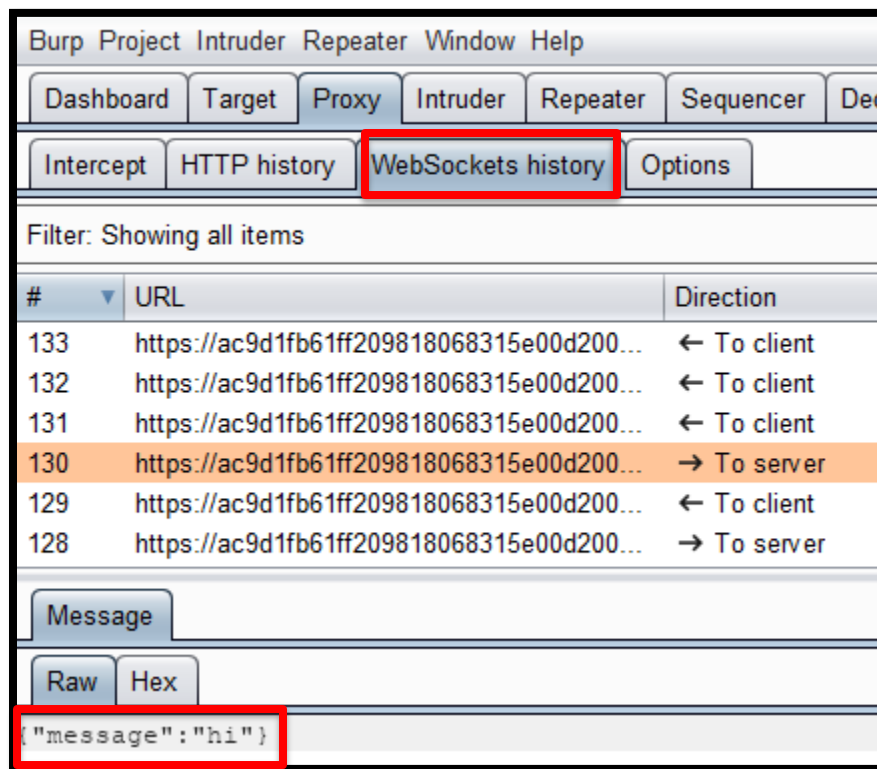 Burp Project Intruder Repeater Window Help
Dashboard Target Proxy Intruder Repeater Sequencer
Intercept HTTP history WebSockets history Options
Filter: Showing all items
# URL Direction
133 https://ac9d1fb61ff209818068315e00d200... ← To client
132 https://ac9d1fb61ff209818068315e00d200... ← To client
131 https://ac9d1fb61ff209818068315e00d200... ← To client
130 https://ac9d1fb61ff209818068315e00d200... → To server
129 https://ac9d1fb61ff209818068315e00d200... ← To client
128 https://ac9d1fb61ff209818068315e00d200... → To server
Message
Raw Hex
{"message":"hi"}